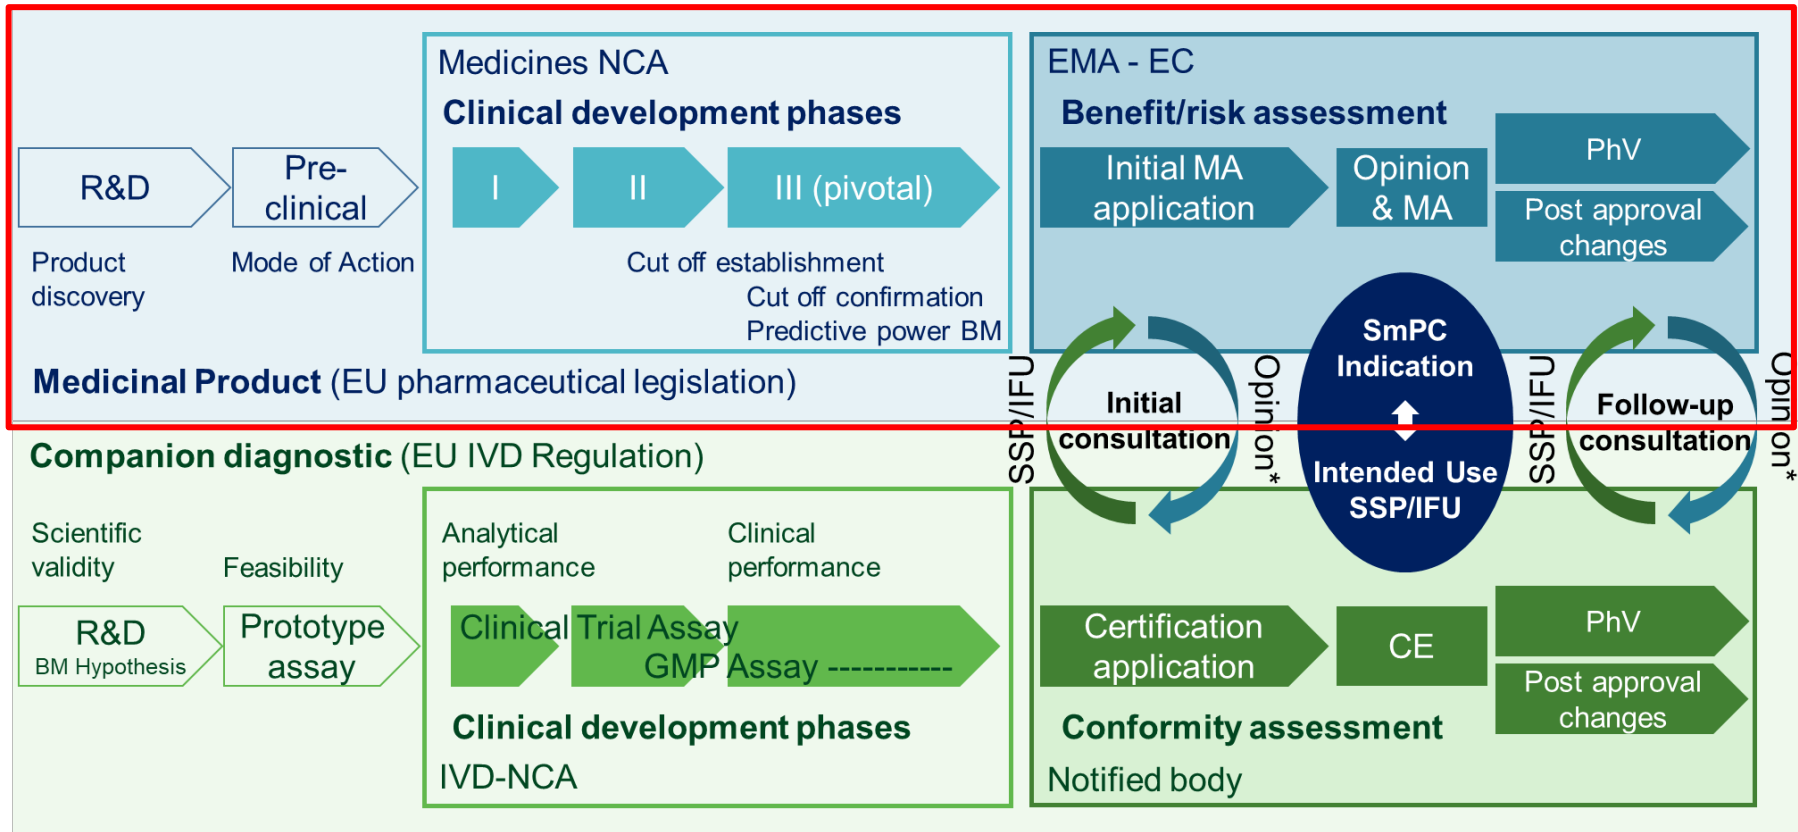 Medicines NCA
Clinical development phases
EMA - EC
Benefit/risk assessment
R&D
Pre-
clinical
I
II
III (pivotal)
Initial MA
application
Opinion
& MA
PhV
Post approval
changes
Product
discovery
Mode of Action
Cut off establishment
Cut off confirmation
Predictive power BM
Medicinal Product (EU pharmaceutical legislation)
SSP/IFU
Initial
consultation
Opinion*
SmPC
Indication
Intended Use
SSP/IFU
SSP/IFU
Follow-up
consultation
Opinion*
Companion diagnostic (EU IVD Regulation)
Scientific
validity
Feasibility
Analytical
performance
Clinical
performance
R&D
BM Hypothesis
Prototype
assay
Clinical Trial Assay
GMP Assay -----------
Certification
application
CE
PhV
Post approval
changes
Clinical development phases
IVD-NCA
Conformity assessment
Notified body